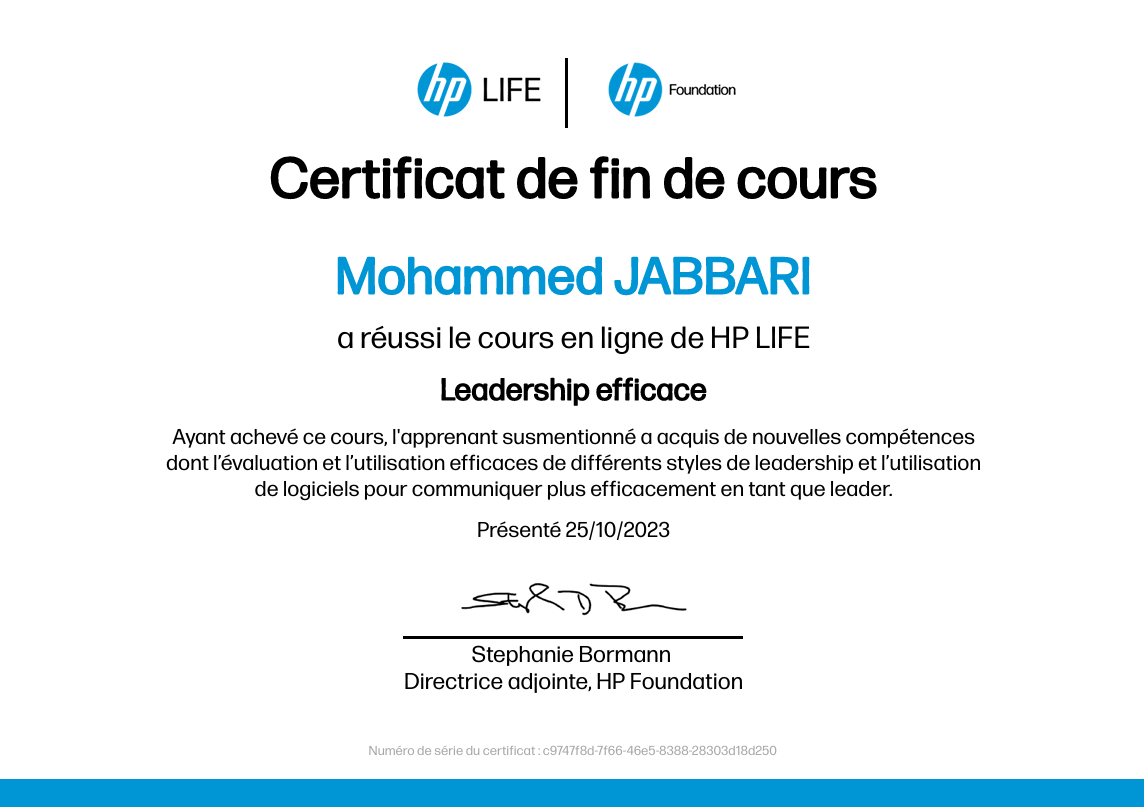 hp LIFE | hp Foundation
Certificat de fin de cours
Mohammed JABBARI
a réussi le cours en ligne de HP LIFE
Leadership efficace
Ayant achevé ce cours, l'apprenant susmentionné a acquis de nouvelles compétences
dont l’évaluation et l’utilisation efficaces de différents styles de leadership et l’utilisation
de logiciels pour communiquer plus efficacement en tant que leader.
Présenté 25/10/2023
Stephanie Bormann
Directrice adjointe, HP Foundation
Numéro de série du certificat : c9747f8d-7f66-46e5-8388-28303d18d250